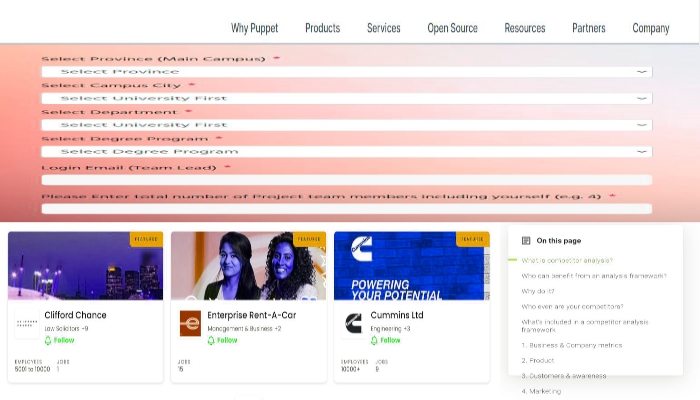 Why Puppet Products Services Open Source Resources Partners Company
Select Province (Main Campus) *
Select Province
Select Campus City *
Select University First
Select Department *
Select University First
Select Degree Program *
Select Degree Program
Login Email (Team Lead) *
Please Enter total number of Project team members including yourself (e.g. 4) *
FEATURED
Clifford Chance
Law Solicitors +9
Follow
EMPLOYEES JOBS
5001 to 10000 1
FEATURED
Enterprise Rent-A-Car
Management & Business +2
Follow
JOBS
15
FEATURED
POWERING
YOUR POTENTIAL
Cummins Ltd
Engineering +3
Follow
EMPLOYEES JOBS
10000+ 9
On this page
What is competitor analysis?
Who can benefit from an analysis framework?
Why do it?
Who even are your competitors?
What's included in a competitor analysis
framework
1. Business & Company metrics
2. Product
3. Customers & awareness
4. Marketing